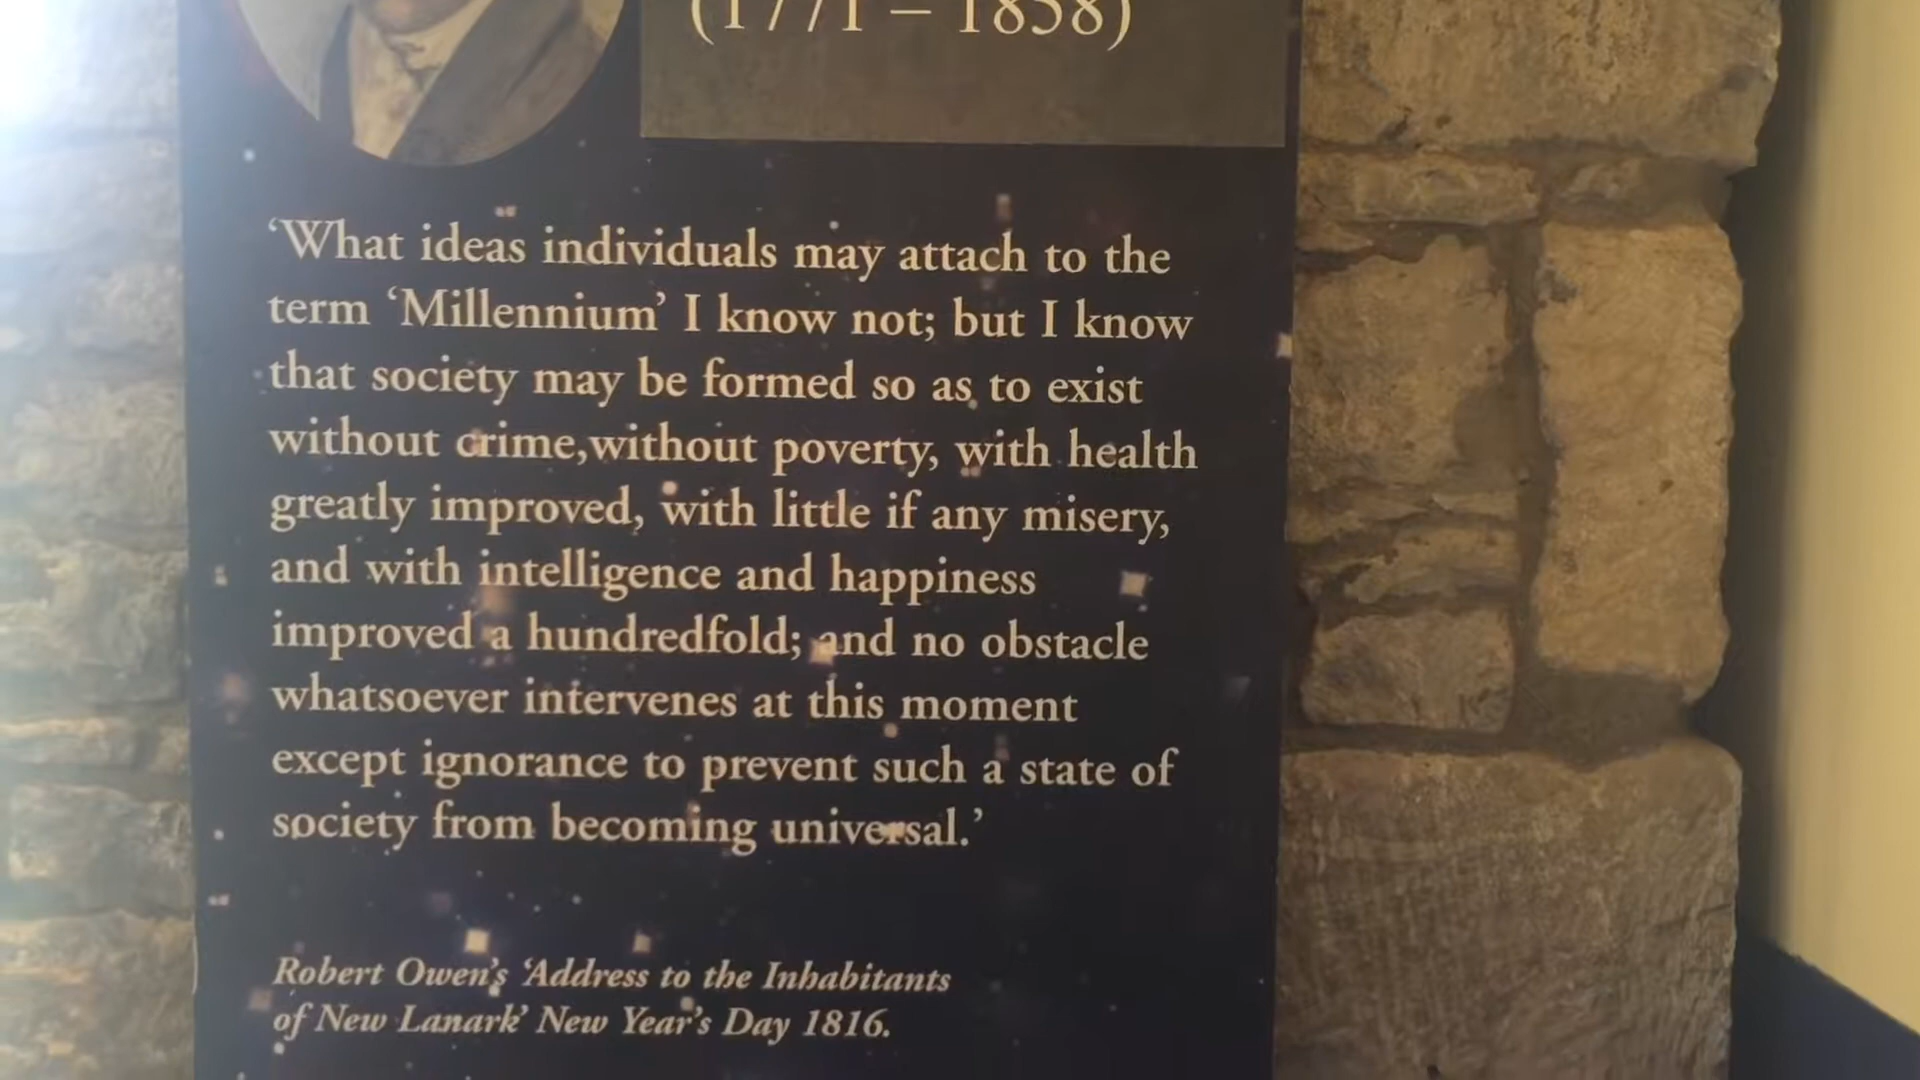 (1771 – 1858)
‘What ideas individuals may attach to the
term ‘Millennium’ I know not; but I know
that society may be formed so as to exist
without crime,without poverty, with health
greatly improved, with little if any misery,
and with intelligence and happiness
improved a hundredfold; and no obstacle
whatsoever intervenes at this moment
except ignorance to prevent such a state of
society from becoming universal.’
Robert Owen's ‘Address to the Inhabitants
of New Lanark’ New Year's Day 1816.